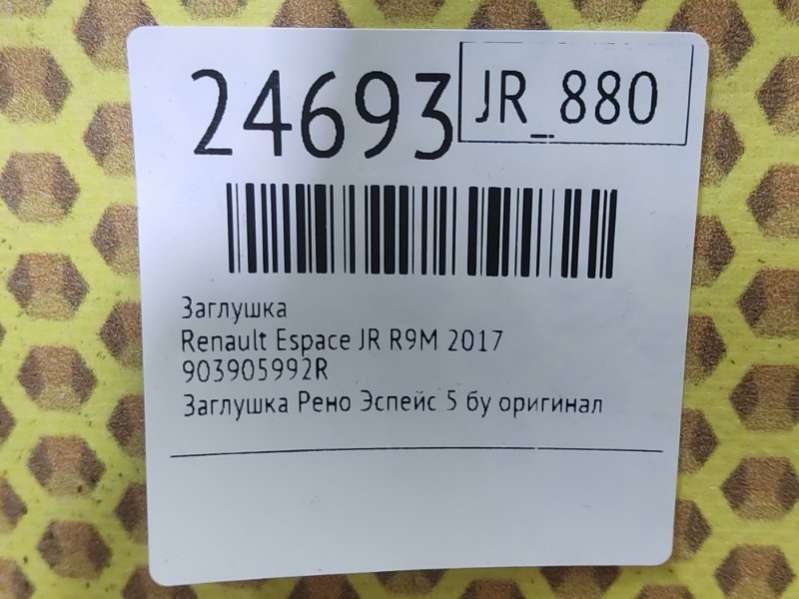 24693
JR_880
Заглушка
Renault Espace JR R9M 2017
903905992R
Заглушка Рено Эспейс 5 бу оригинал